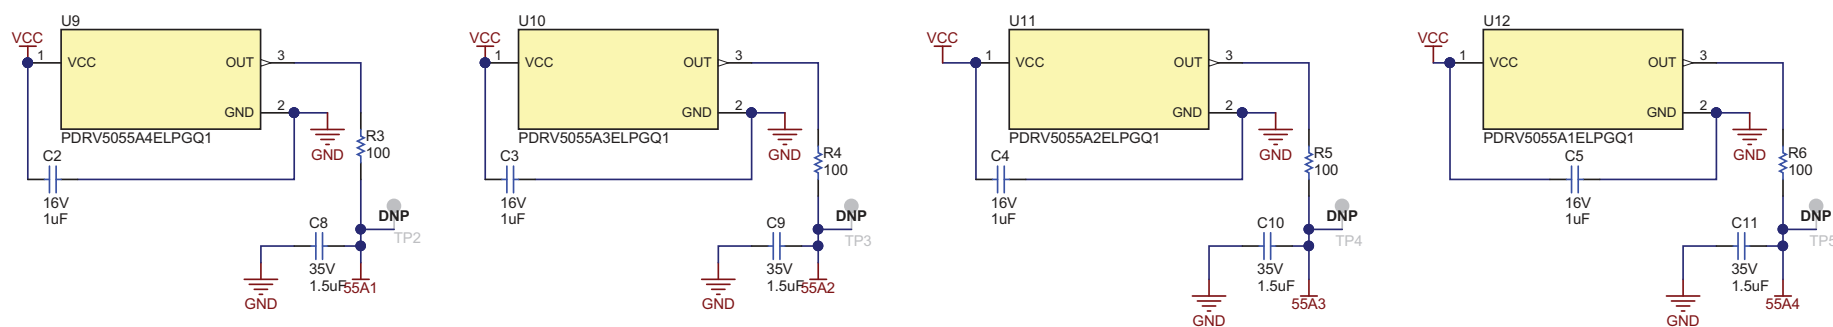 U9
VCC
1
VCC
OUT
3
GND
2
PDRV5055A4ELPGQ1
GND
R3
100
C2
16V
1uF
DNP
TP2
C8
35V
1.5uF
55A1
GND
U10
VCC
1
VCC
OUT
3
GND
2
PDRV5055A3ELPGQ1
GND
R4
100
C3
16V
1uF
DNP
TP3
C9
35V
1.5uF
55A2
GND
U11
VCC
1
VCC
OUT
3
GND
2
PDRV5055A2ELPGQ1
GND
R5
100
C4
16V
1uF
DNP
TP4
C10
35V
1.5uF
55A3
GND
U12
VCC
1
VCC
OUT
3
GND
2
PDRV5055A1ELPGQ1
GND
R6
100
C5
16V
1uF
DNP
TP5
C11
35V
1.5uF
55A4
GND